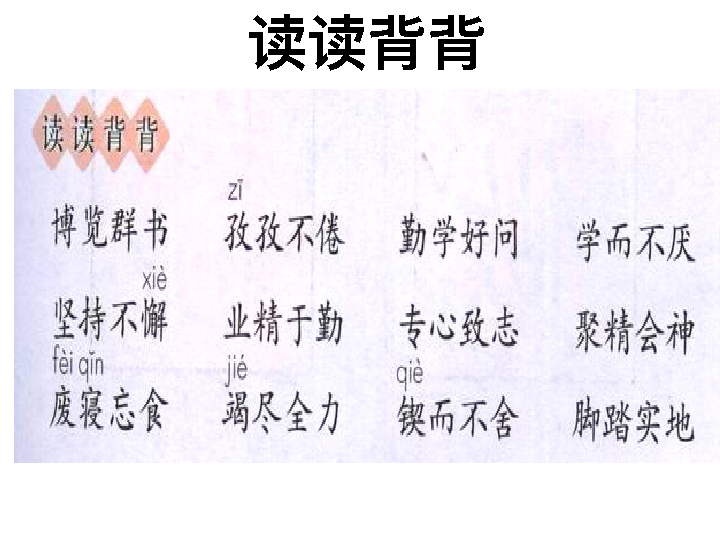 读读背背
读读背背
zī
博览群书 孜孜不倦 勤学好问 学而不厌
xiè
坚持不懈 业精于勤 专心致志 聚精会神
fèi qǐn jié qiè
废寝忘食 竭尽全力 锲而不舍 脚踏实地